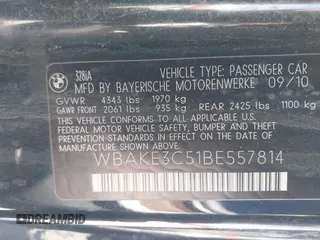 328iA
VEHICLE TYPE: PASSENGER CAR
MFD BY BAYERISCHE MOTORENWERKE 09/10
GVWR 4343 lbs 1970 kg
GAWR FRONT 2061 lbs 935 kg GAWR REAR 2425 lbs 1100 kg
THIS VEHICLE CONFORMS TO ALL APPLICABLE FEDERAL MOTOR
VEHICLE SAFETY, BUMPER AND THEFT PREVENTION
STANDARDS IN EFFECT ON THE DATE OF MANUFACTURE SHOWN ABOVE.
WBAKE3C51BE557814
DREAMBID